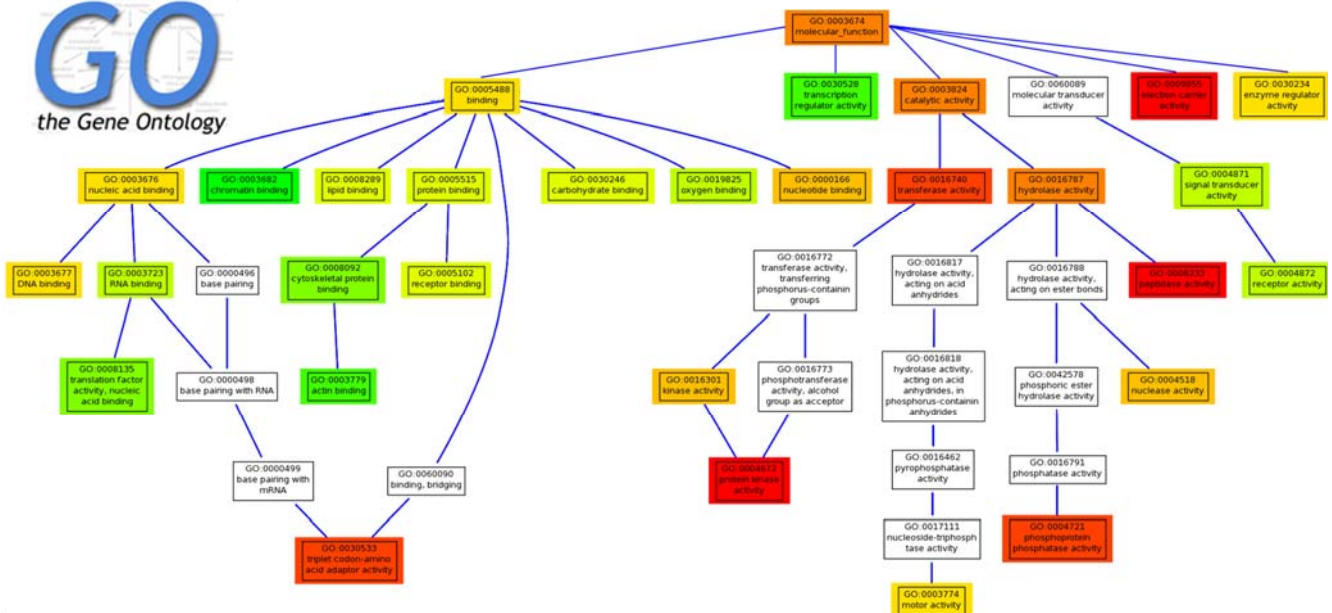 GO
the Gene Ontology
GO:0003674
molecular_function
GO:0005488
binding
GO:0030528
transcription
regulator activity
GO:0003824
catalytic activity
GO:0060089
molecular transducer
activity
GO:0009055
electron carrier
activity
GO:0030234
enzyme regulator
activity
GO:0003676
nucleic acid binding
GO:0003682
chromatin binding
GO:0008289
lipid binding
GO:0005515
protein binding
GO:0030246
carbohydrate binding
GO:0019825
oxygen binding
GO:0000166
nucleotide binding
GO:0016740
transferase activity
GO:0016787
hydrolase activity
GO:0004871
signal transducer
activity
GO:0003677
DNA binding
GO:0003723
RNA binding
GO:0000496
base pairing
GO:0008092
cytoskeletal protein
binding
GO:0005102
receptor binding
GO:0016772
transferase activity,
transferring
phosphorus-containin
groups
GO:0016817
hydrolase activity,
acting on acid
anhydrides
GO:0016788
hydrolase activity,
acting on ester bonds
GO:0008233
peptidase activity
GO:0004872
receptor activity
GO:0008135
translation factor
activity, nucleic
acid binding
GO:0000498
base pairing with RNA
GO:0003779
actin binding
GO:0016301
kinase activity
GO:0016773
phosphotransferase
activity, alcohol
group as acceptor
GO:0016818
hydrolase activity,
acting on acid
anhydrides, in
phosphorus-containin
anhydrides
GO:0042578
phosphoric ester
hydrolase activity
GO:0004518
nuclease activity
GO:0000499
base pairing with
mRNA
GO:0060090
binding, bridging
GO:0004672
protein kinase
activity
GO:0016462
pyrophosphatase
activity
GO:0016791
phosphatase activity
GO:0030533
triplet codon-amino
acid adaptor activity
GO:0017111
nucleoside-triphosph
tase activity
GO:0004721
phosphoprotein
phosphatase activity
GO:0003774
motor activity